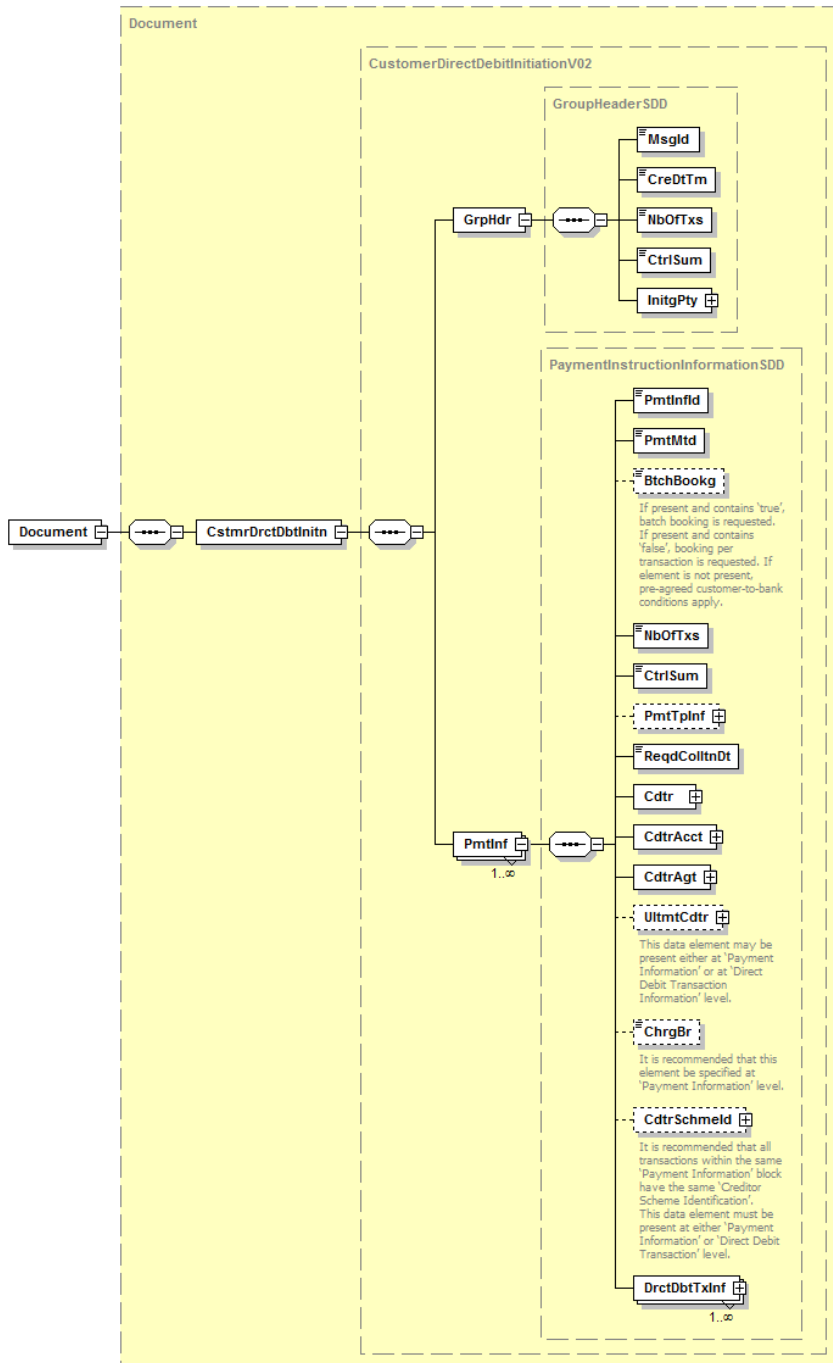 Document
CustomerDirectDebitInitiationV02
GroupHeaderSDD
MsgId
CreDtTm
GrpHdr
NbOfTxs
CtrlSum
InitgPty
PaymentInstructionInformationSDD
PmtInfId
PmtMtd
BtchBookg
If present and contains ‘true’,
batch booking is requested.
If present and contains
‘false’, booking per
transaction is requested. If
element is not present,
pre-agreed customer-to-bank
conditions apply.
Document
CstmrDrctDbtInitn
NbOfTxs
CtrlSum
PmtTpInf
ReqdColltnDt
Cdtr
PmtInf
1..∞
CdtrAcct
CdtrAgt
UltmtCdtr
This data element may be
present either at ‘Payment
Information’ or at ‘Direct
Debit Transaction
Information’ level.
ChrgBr
It is recommended that this
element be specified at
‘Payment Information’ level.
CdtrSchmeId
It is recommended that all
transactions within the same
‘Payment Information’ block
have the same ‘Creditor
Scheme Identification’.
This data element must be
present at either ‘Payment
Information’ or ‘Direct Debit
Transaction’ level.
DrctDbtTxInf
1..∞